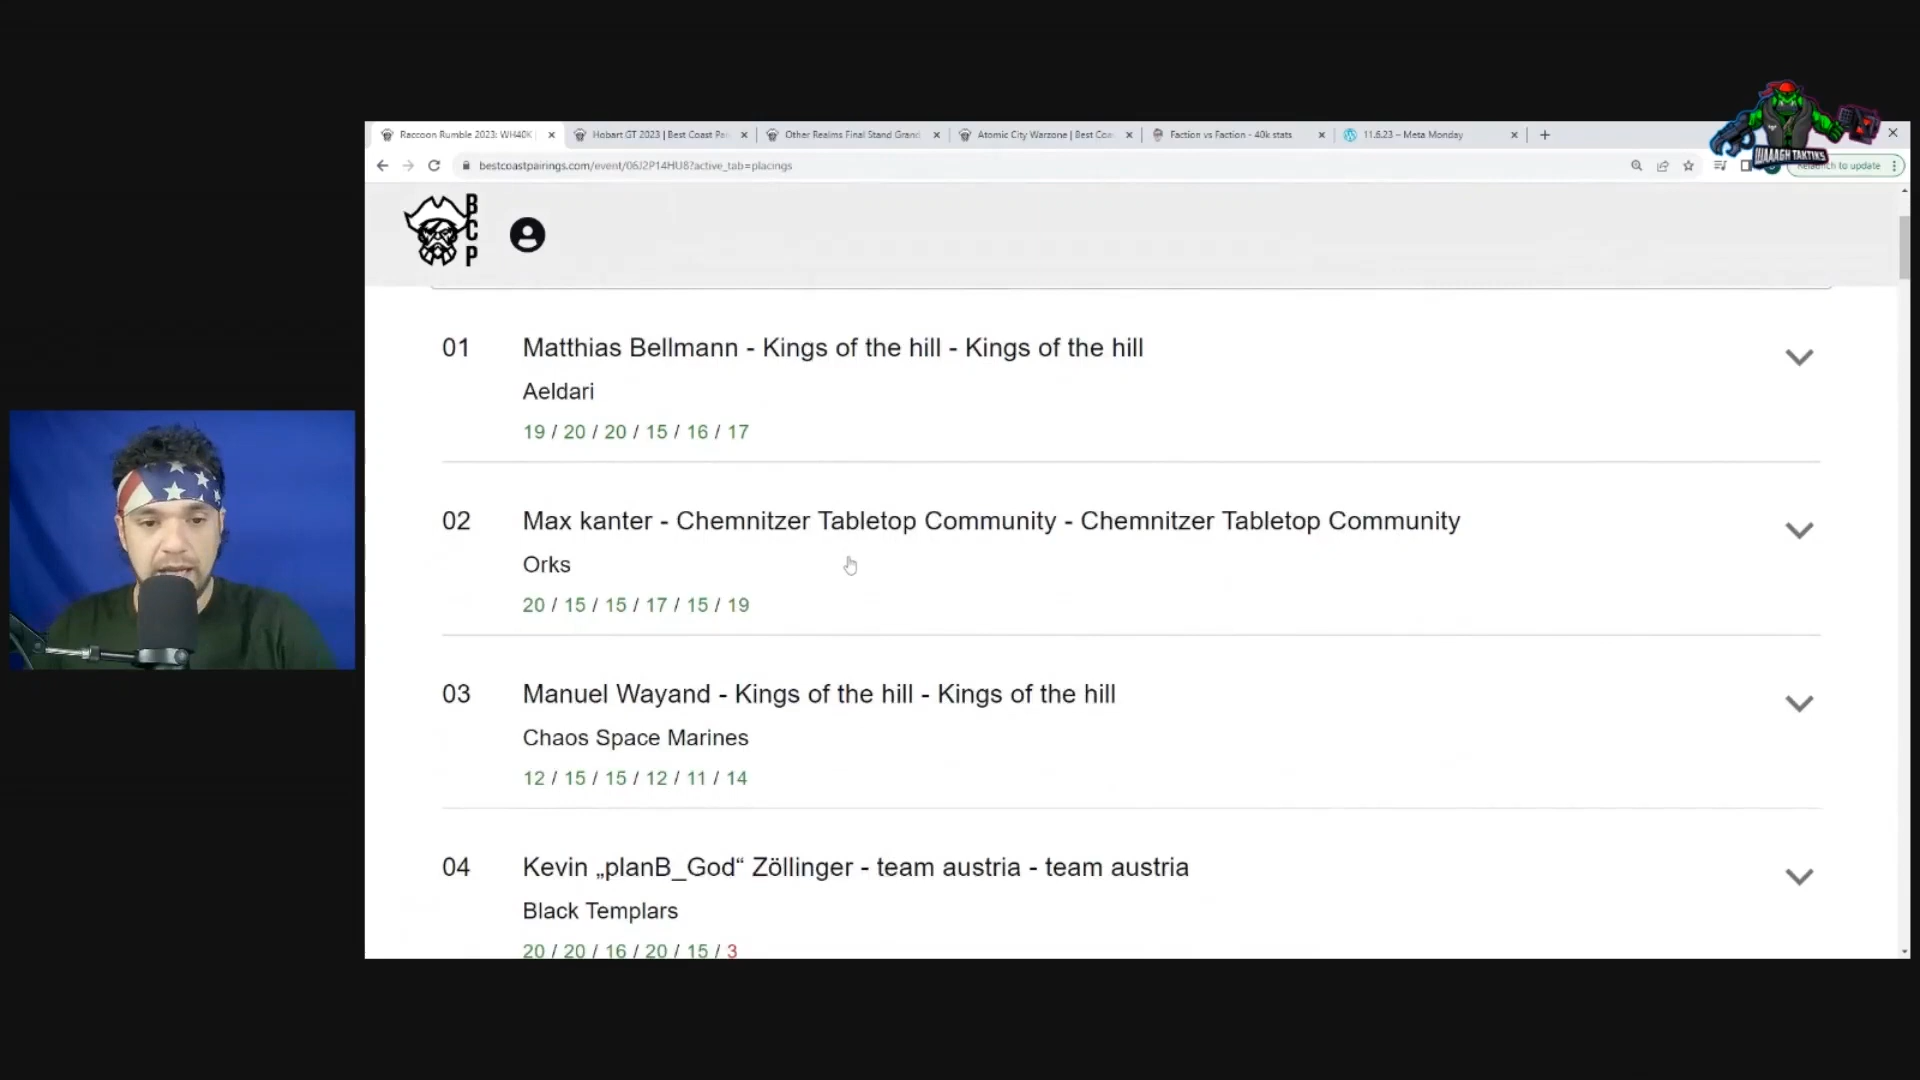 Raccoon Rumble 2023: WH40K
Hobart GT 2023 | Best Coast Pai
Other Realms Final Stand Grand
Atomic City Warzone | Best Coa
Faction vs Faction - 40k stats
11.6.23 – Meta Monday
bestcoastpairings.com/event/06J2P14HU8?active_tab=placings
to update
WAAAGH TAKTIKS
BCP
01
Matthias Bellmann - Kings of the hill - Kings of the hill
Aeldari
19 / 20 / 20 / 15 / 16 / 17
02
Max kanter - Chemnitzer Tabletop Community - Chemnitzer Tabletop Community
Orks
20 / 15 / 15 / 17 / 15 / 19
03
Manuel Wayand - Kings of the hill - Kings of the hill
Chaos Space Marines
12 / 15 / 15 / 12 / 11 / 14
04
Kevin „planB_God“ Zöllinger - team austria - team austria
Black Templars
20 / 20 / 16 / 20 / 15 / 3